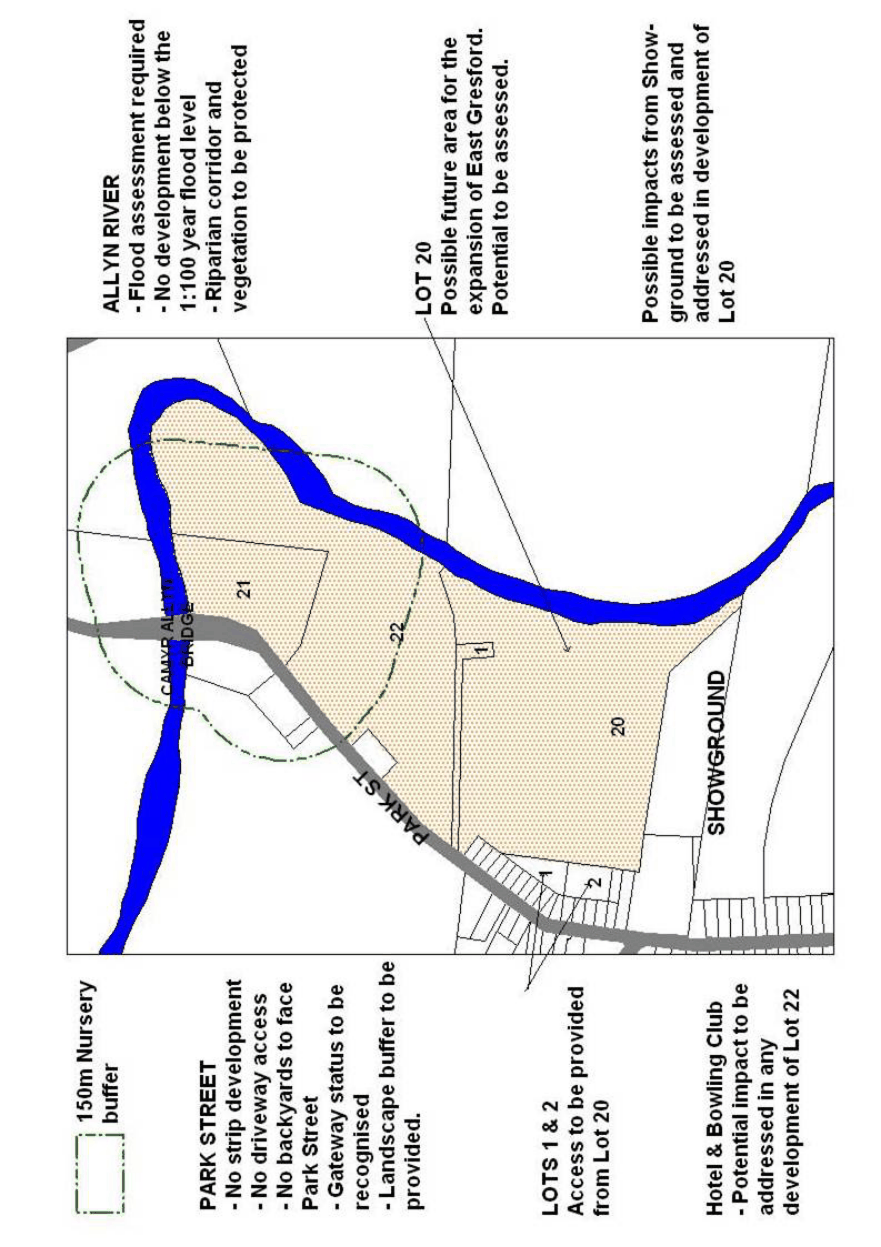 150m Nursery
buffer
PARK STREET
- No strip development
- No driveway access
- No backyards to face
Park Street
- Gateway status to be
recognised
- Landscape buffer to be
provided.
LOTS 1 & 2
Access to be provided
from Lot 20
Hotel & Bowling Club
- Potential impact to be
addressed in any
development of Lot 22
CAMYR ALLYN
BRIDGE
21
22
PARK ST
1
20
1
2
SHOWGROUND
ALLYN RIVER
- Flood assessment required
- No development below the
1:100 year flood level
- Riparian corridor and
vegetation to be protected
LOT 20
Possible future area for the
expansion of East Gresford.
Potential to be assessed.
Possible impacts from Show-
ground to be assessed and
addressed in development of
Lot 20